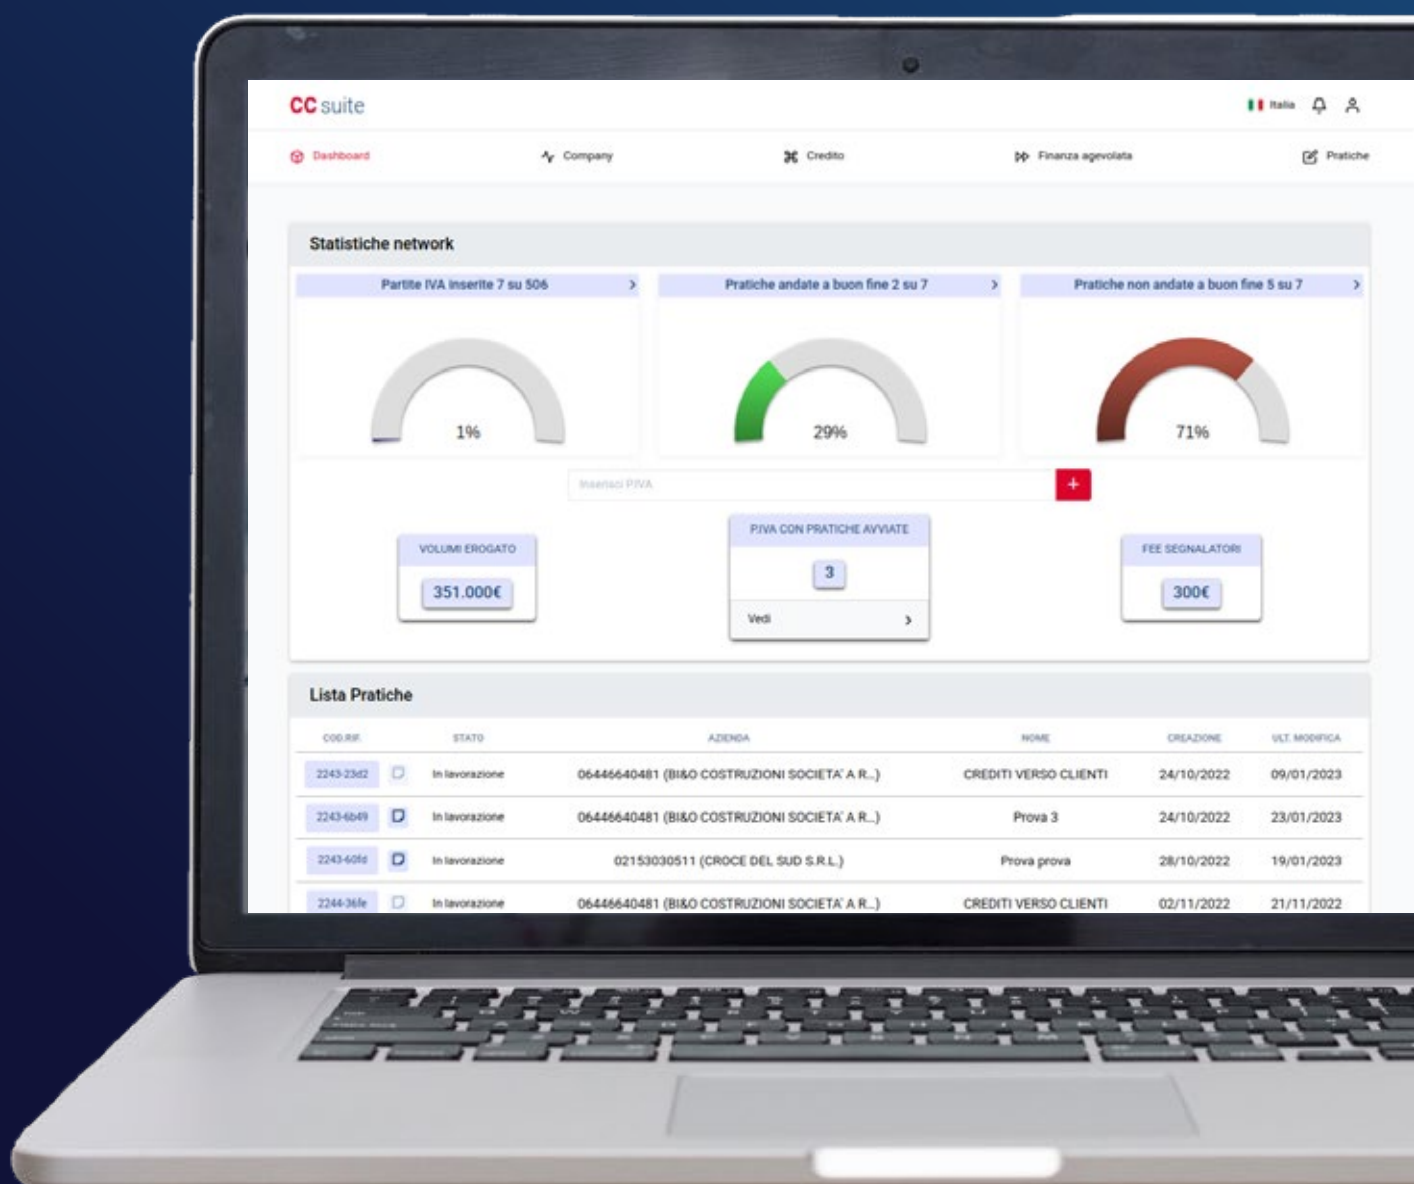 CC suite
Italia
Dashboard
Company
Credito
Finanza agevolata
Pratiche
Statistiche network
Partite IVA inserite 7 su 506
Pratiche andate a buon fine 2 su 7
Pratiche non andate a buon fine 5 su 7
1%
29%
71%
Inserisci P.IVA
+
VOLUMI EROGATO
351.000€
P.IVA CON PRATICHE AVVIATE
3
Vedi
FEE SEGNALATORI
300€
Lista Pratiche
COD.RIF. STATO AZIENDA NOME CREAZIONE ULT. MODIFICA
2243-23d2 In lavorazione 06446640481 (BI&O COSTRUZIONI SOCIETA' A R...) CREDITI VERSO CLIENTI 24/10/2022 09/01/2023
2243-6b49 In lavorazione 06446640481 (BI&O COSTRUZIONI SOCIETA' A R...) Prova 3 24/10/2022 23/01/2023
2243-60fd In lavorazione 02153030511 (CROCE DEL SUD S.R.L.) Prova prova 28/10/2022 19/01/2023
2244-36fe In lavorazione 06446640481 (BI&O COSTRUZIONI SOCIETA' A R...) CREDITI VERSO CLIENTI 02/11/2022 21/11/2022